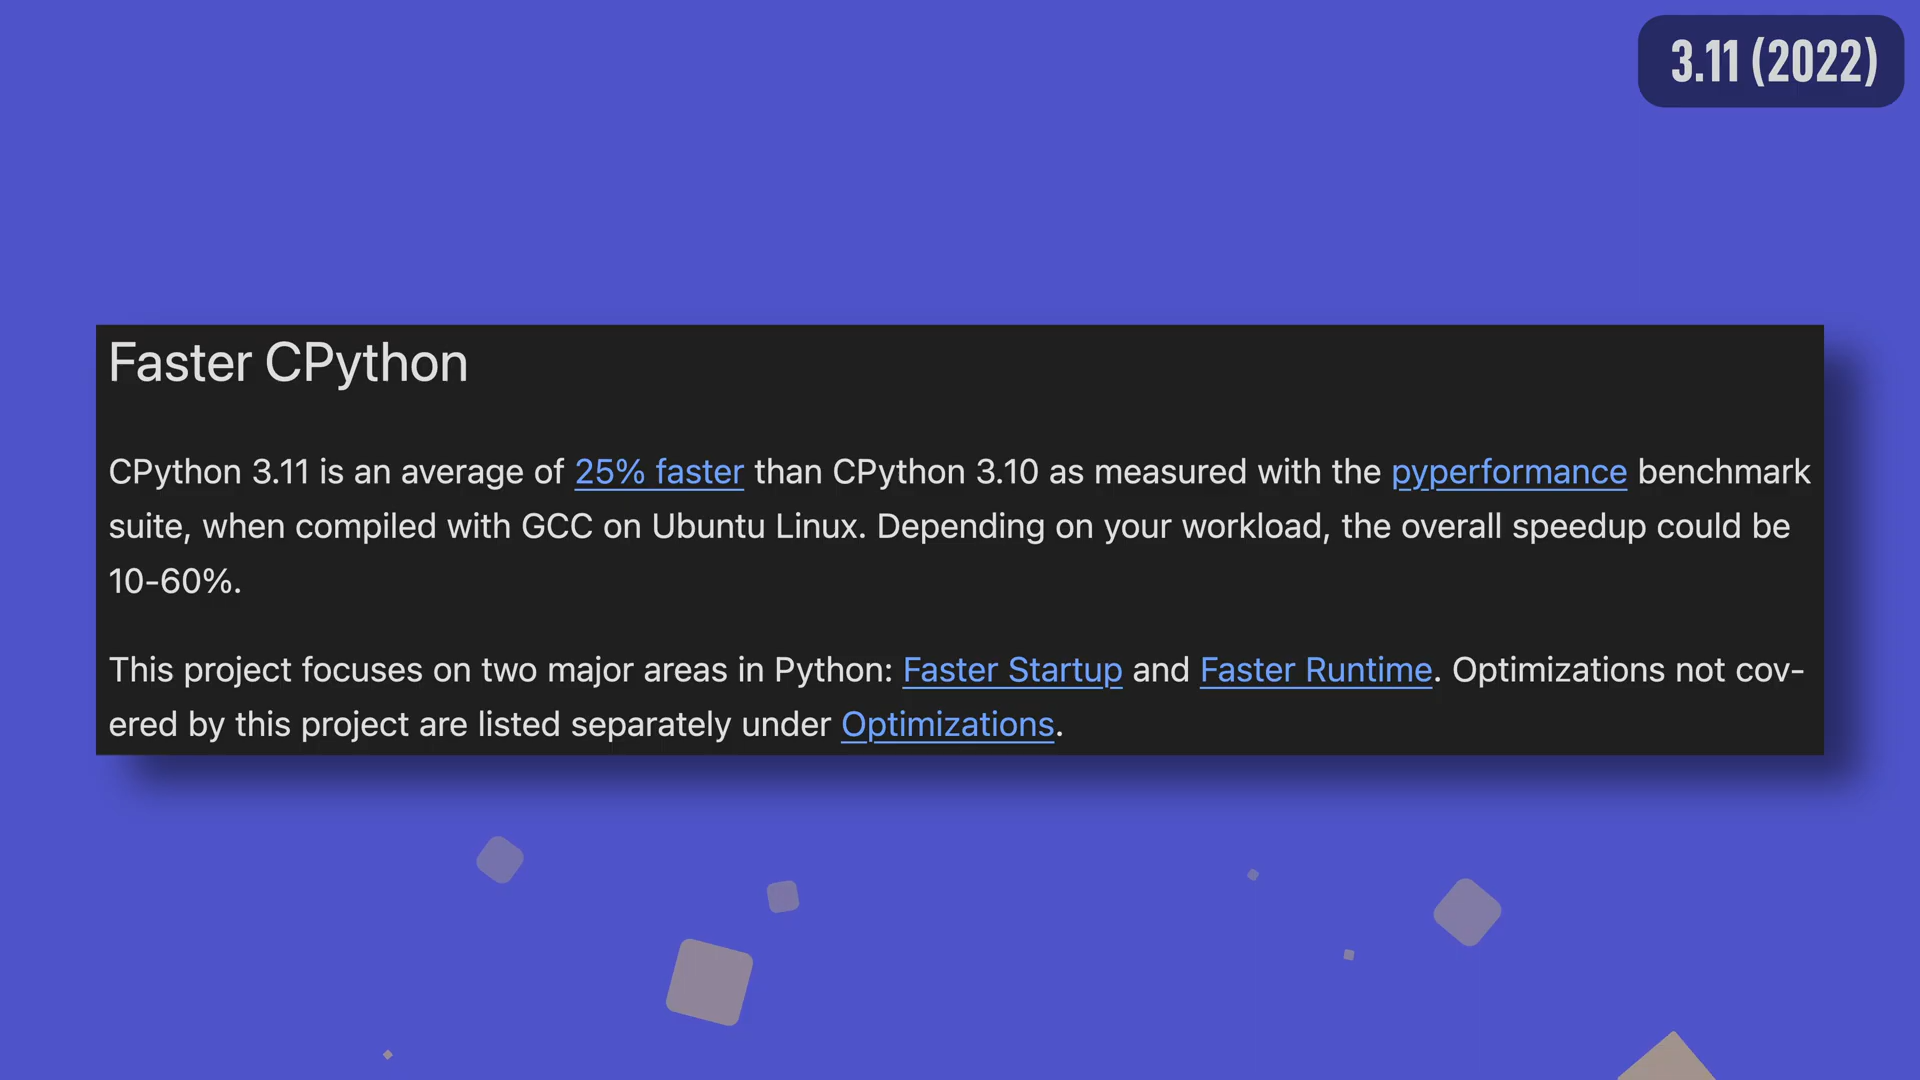 3.11 (2022)
Faster CPython
CPython 3.11 is an average of 25% faster than CPython 3.10 as measured with the pyperformance benchmark
suite, when compiled with GCC on Ubuntu Linux. Depending on your workload, the overall speedup could be
10-60%.
This project focuses on two major areas in Python: Faster Startup and Faster Runtime. Optimizations not cov-
ered by this project are listed separately under Optimizations.